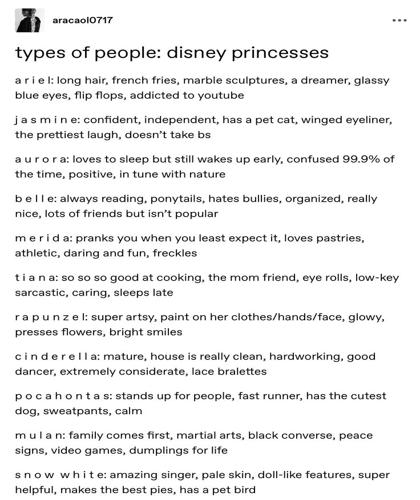 aracaol0717
types of people: disney princesses
a r i e l: long hair, french fries, marble sculptures, a dreamer, glassy
blue eyes, flip flops, addicted to youtube
j a s m i n e: confident, independent, has a pet cat, winged eyeliner,
the prettiest laugh, doesn't take bs
a u r o r a: loves to sleep but still wakes up early, confused 99.9% of
the time, positive, in tune with nature
b e l l e: always reading, ponytails, hates bullies, organized, really
nice, lots of friends but isn't popular
m e r i d a: pranks you when you least expect it, loves pastries,
athletic, daring and fun, freckles
t i a n a: so so so good at cooking, the mom friend, eye rolls, low-key
sarcastic, caring, sleeps late
r a p u n z e l: super artsy, paint on her clothes/hands/face, glowy,
presses flowers, bright smiles
c i n d e r e l l a: mature, house is really clean, hardworking, good
dancer, extremely considerate, lace bralettes
p o c a h o n t a s: stands up for people, fast runner, has the cutest
dog, sweatpants, calm
m u l a n: family comes first, martial arts, black converse, peace
signs, video games, dumplings for life
s n o w  w h i t e: amazing singer, pale skin, doll-like features, super
helpful, makes the best pies, has a pet bird